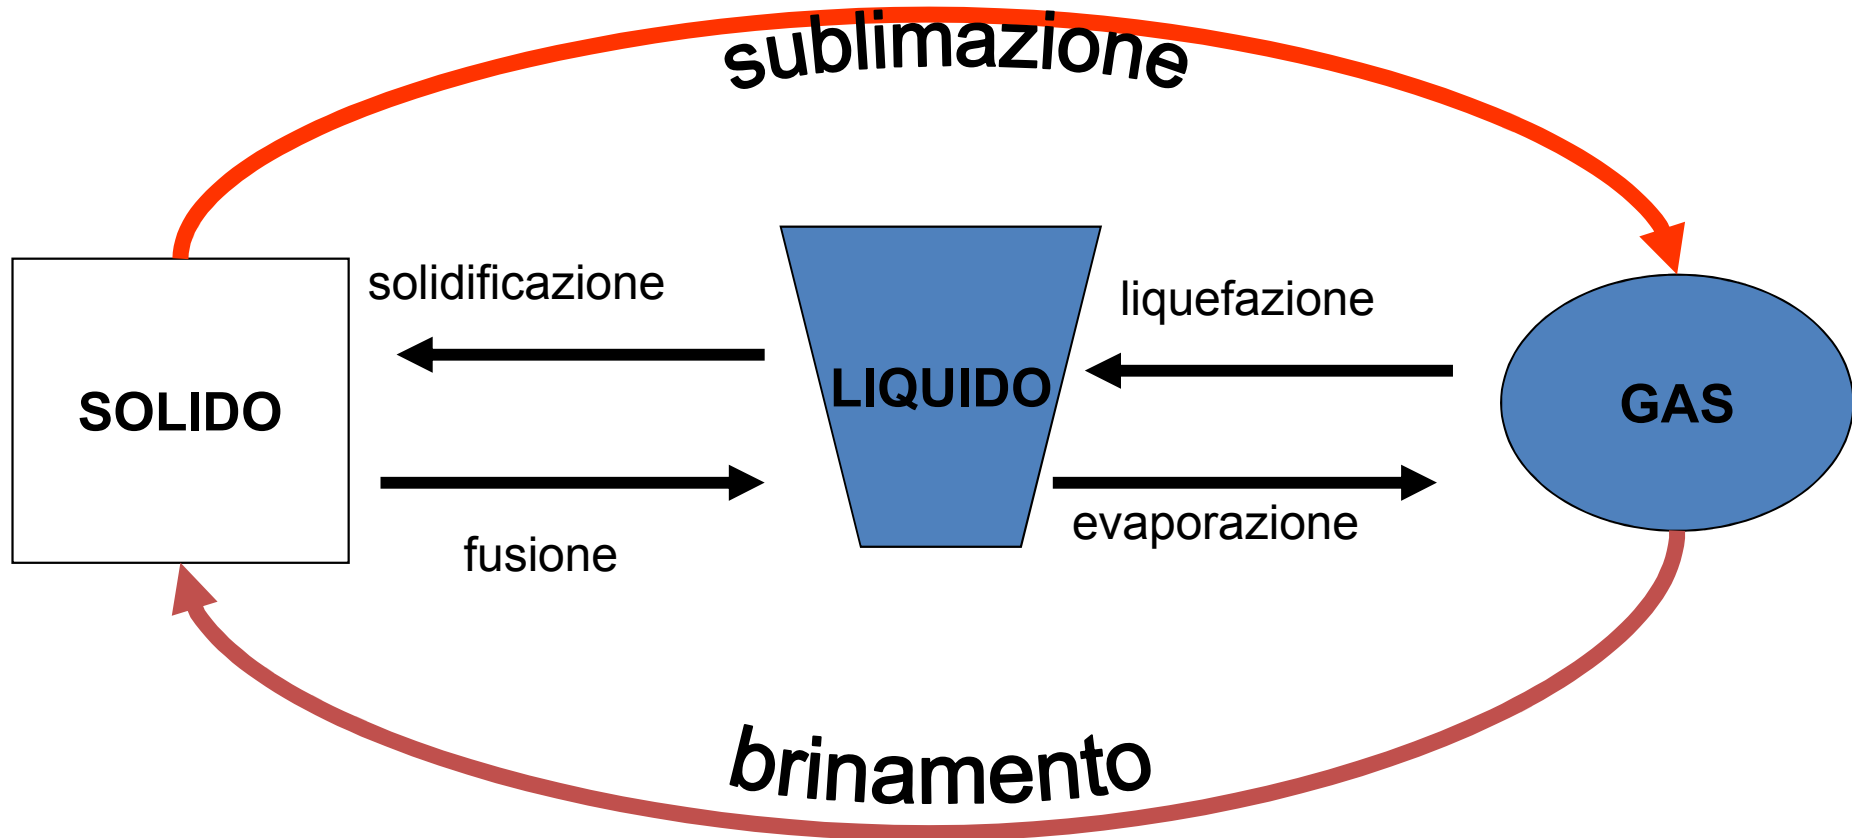 sublimazione
solidificazione
liquefazione
SOLIDO
LIQUIDO
GAS
fusione
evaporazione
brinamento